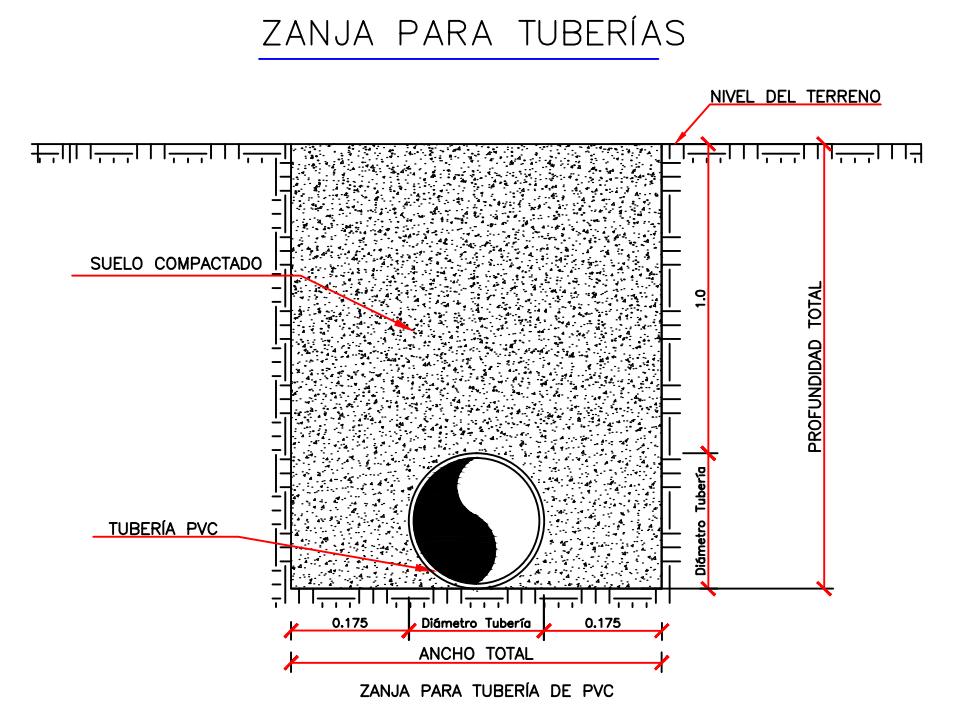 ZANJA PARA TUBERÍAS
NIVEL DEL TERRENO
SUELO COMPACTADO
1.0
PROFUNDIDAD TOTAL
Diámetro Tubería
TUBERÍA PVC
0.175
Diámetro Tubería
0.175
ANCHO TOTAL
ZANJA PARA TUBERÍA DE PVC